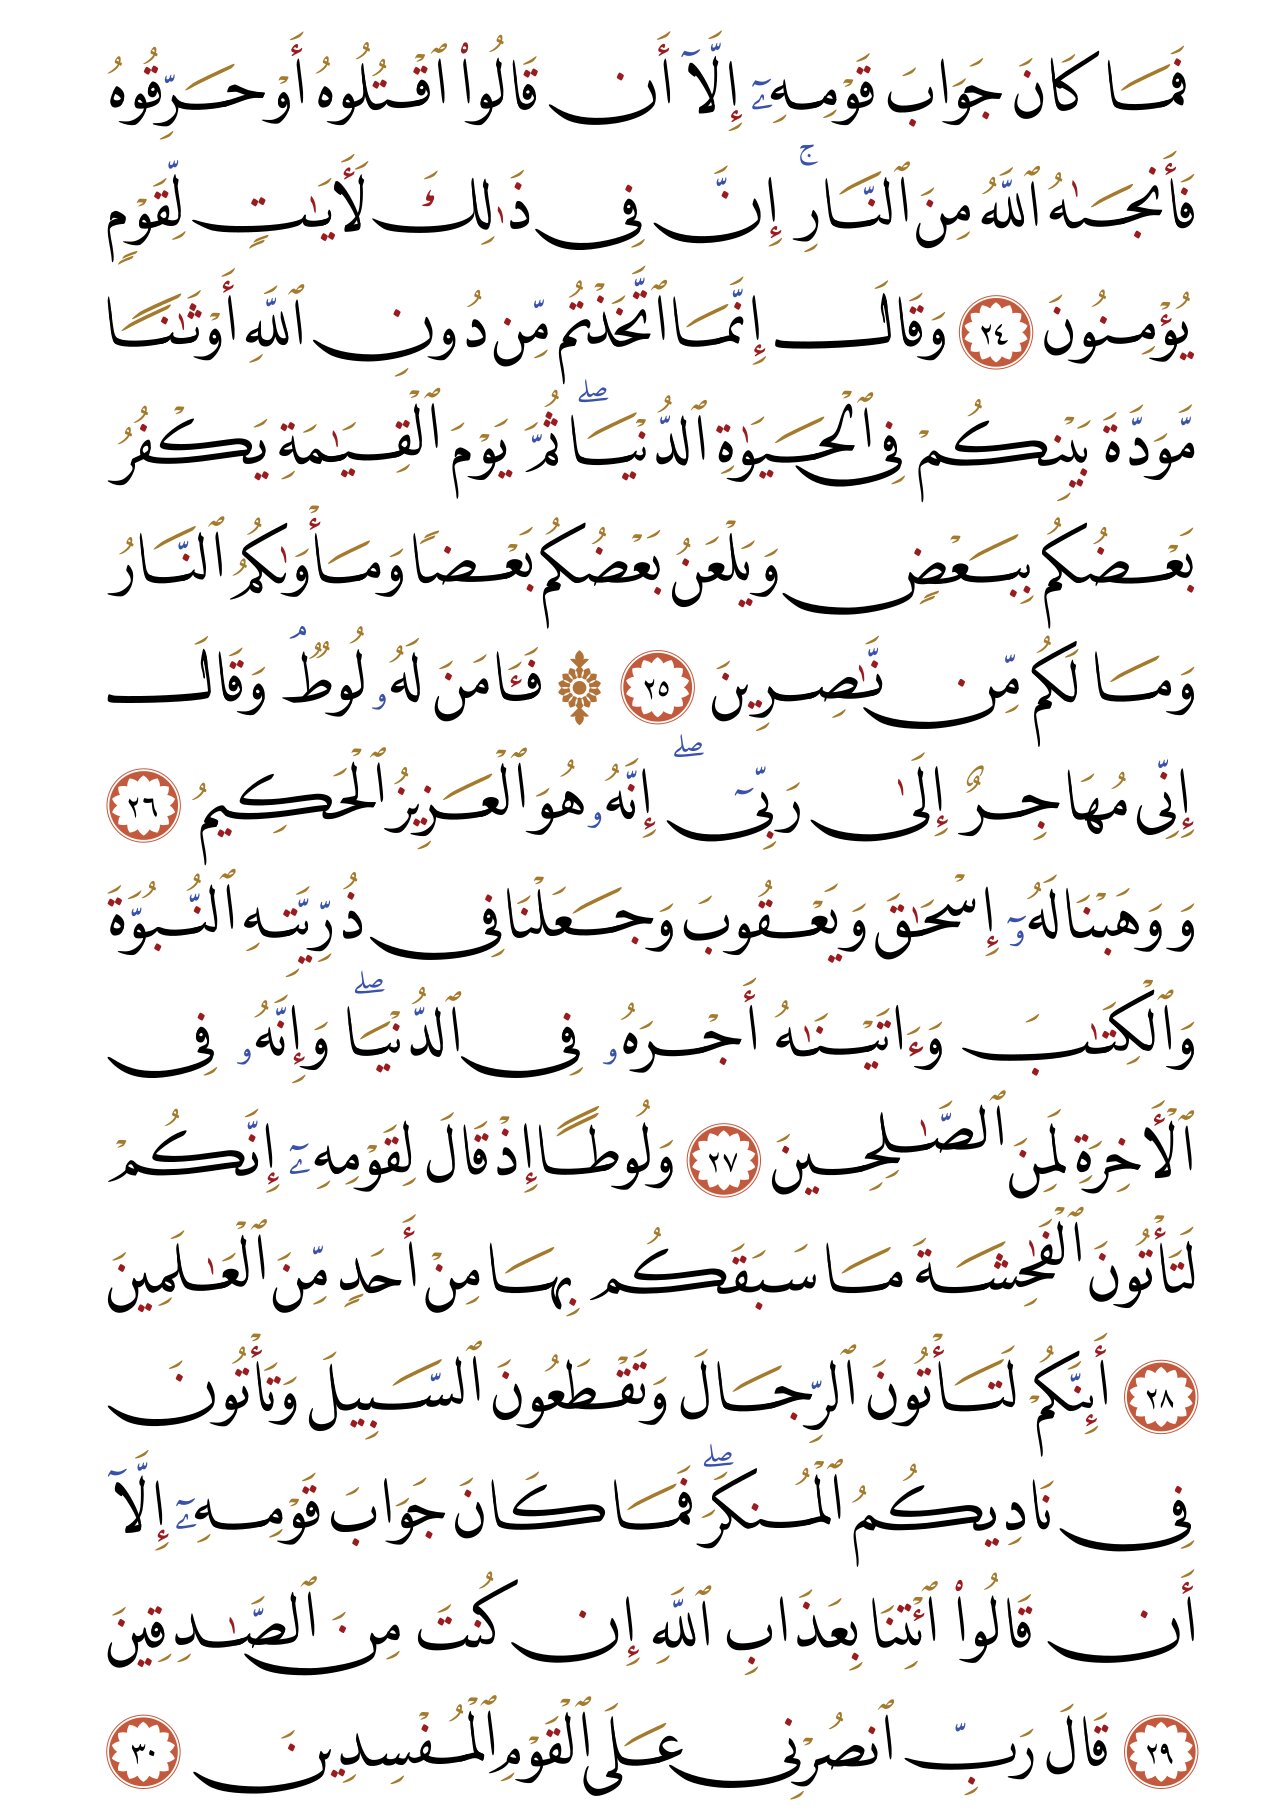 فَمَا كَانَ جَوَابَ قَوْمِهِۦٓ إِلَّآ أَن قَالُوا۟ ٱقْتُلُوهُ أَوْ حَرِّقُوهُ
فَأَنجَىٰهُ ٱللَّهُ مِنَ ٱلنَّارِ ۚ إِنَّ فِى ذَٰلِكَ لَأَيَـٰتٍ لِّقَوْمٍ
يُؤْمِنُونَ ٢٤ وَقَالَ إِنَّمَا ٱتَّخَذْتُم مِّن دُونِ ٱللَّهِ أَوْثَـٰنًا
مَّوَدَّةَ بَيْنِكُمْ فِى ٱلْحَيَوٰةِ ٱلدُّنْيَا ۖ ثُمَّ يَوْمَ ٱلْقِيَـٰمَةِ يَكْفُرُ
بَعْضُكُم بِبَعْضٍ وَيَلْعَنُ بَعْضُكُم بَعْضًا وَمَأْوَىٰكُمُ ٱلنَّارُ
وَمَا لَكُم مِّن نَّـٰصِرِينَ ٢٥ ۞ فَـَٔامَنَ لَهُۥ لُوطٌ ۘ وَقَالَ
إِنِّى مُهَاجِرٌ إِلَىٰ رَبِّىٓ ۖ إِنَّهُۥ هُوَ ٱلْعَزِيزُ ٱلْحَكِيمُ ٢٦
وَوَهَبْنَا لَهُۥٓ إِسْحَـٰقَ وَيَعْقُوبَ وَجَعَلْنَا فِى ذُرِّيَّتِهِ ٱلنُّبُوَّةَ
وَٱلْكِتَـٰبَ وَءَاتَيْنَـٰهُ أَجْرَهُۥ فِى ٱلدُّنْيَا ۖ وَإِنَّهُۥ فِى
ٱلْأَخِرَةِ لَمِنَ ٱلصَّـٰلِحِينَ ٢٧ وَلُوطًا إِذْ قَالَ لِقَوْمِهِۦٓ إِنَّكُمْ
لَتَأْتُونَ ٱلْفَـٰحِشَةَ مَا سَبَقَكُم بِهَا مِنْ أَحَدٍ مِّنَ ٱلْعَـٰلَمِينَ
٢٨ أَئِنَّكُمْ لَتَأْتُونَ ٱلرِّجَالَ وَتَقْطَعُونَ ٱلسَّبِيلَ وَتَأْتُونَ
فِى نَادِيكُمُ ٱلْمُنكَرَ ۖ فَمَا كَانَ جَوَابَ قَوْمِهِۦٓ إِلَّآ
أَن قَالُوا۟ ٱئْتِنَا بِعَذَابِ ٱللَّهِ إِن كُنتَ مِنَ ٱلصَّـٰدِقِينَ
٢٩ قَالَ رَبِّ ٱنصُرْنِى عَلَى ٱلْقَوْمِ ٱلْمُفْسِدِينَ ٣٠